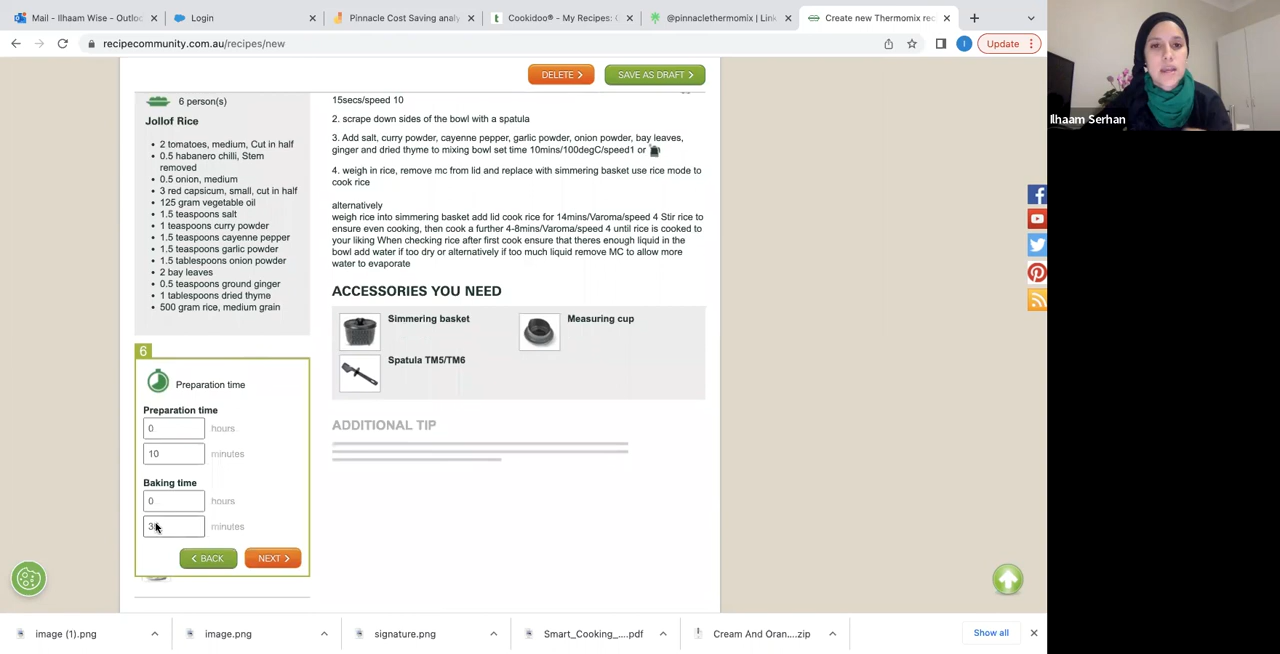 Mail - Ilhaam Wise - Outloo
Login
Pinnacle Cost Saving analy
Cookidoo® - My Recipes: C
@pinnaclethermomix | Link
Create new Thermomix rec
recipecommunity.com.au/recipes/new
Update
Ilhaam Serhan
DELETE
SAVE AS DRAFT
6 person(s)
Jollof Rice
2 tomatoes, medium, Cut in half
0.5 habanero chilli, Stem
removed
0.5 onion, medium
3 red capsicum, small, cut in half
125 gram vegetable oil
1.5 teaspoons salt
1 teaspoons curry powder
1.5 teaspoons cayenne pepper
1.5 teaspoons garlic powder
1.5 tablespoons onion powder
2 bay leaves
0.5 teaspoons ground ginger
1 tablespoons dried thyme
500 gram rice, medium grain
15secs/speed 10
2. scrape down sides of the bowl with a spatula
3. Add salt, curry powder, cayenne pepper, garlic powder, onion powder, bay leaves,
ginger and dried thyme to mixing bowl set time 10mins/100degC/speed1 or
4. weigh in rice, remove mc from lid and replace with simmering basket use rice mode to
cook rice
alternatively
weigh rice into simmering basket add lid cook rice for 14mins/Varoma/speed 4 Stir rice to
ensure even cooking, then cook a further 4-8mins/Varoma/speed 4 until rice is cooked to
your liking When checking rice after first cook ensure that theres enough liquid in the
bowl add water if too dry or alternatively if too much liquid remove MC to allow more
water to evaporate
ACCESSORIES YOU NEED
Simmering basket
Measuring cup
Spatula TM5/TM6
ADDITIONAL TIP
6
Preparation time
Preparation time
0 hours
10 minutes
Baking time
0 hours
minutes
BACK
NEXT
image (1).png
image.png
signature.png
Smart_Cooking_....pdf
Cream And Oran....zip
Show all